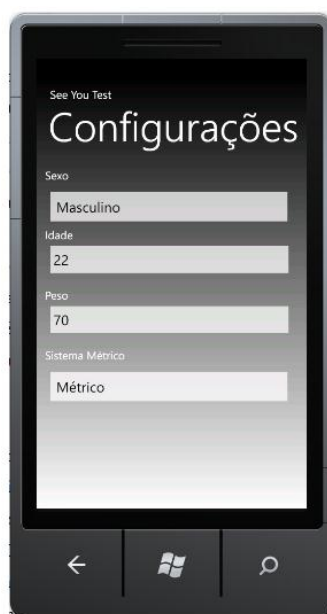 See You Test
Configurações
Sexo
Masculino
Idade
22
Peso
70
Sistema Métrico
Métrico